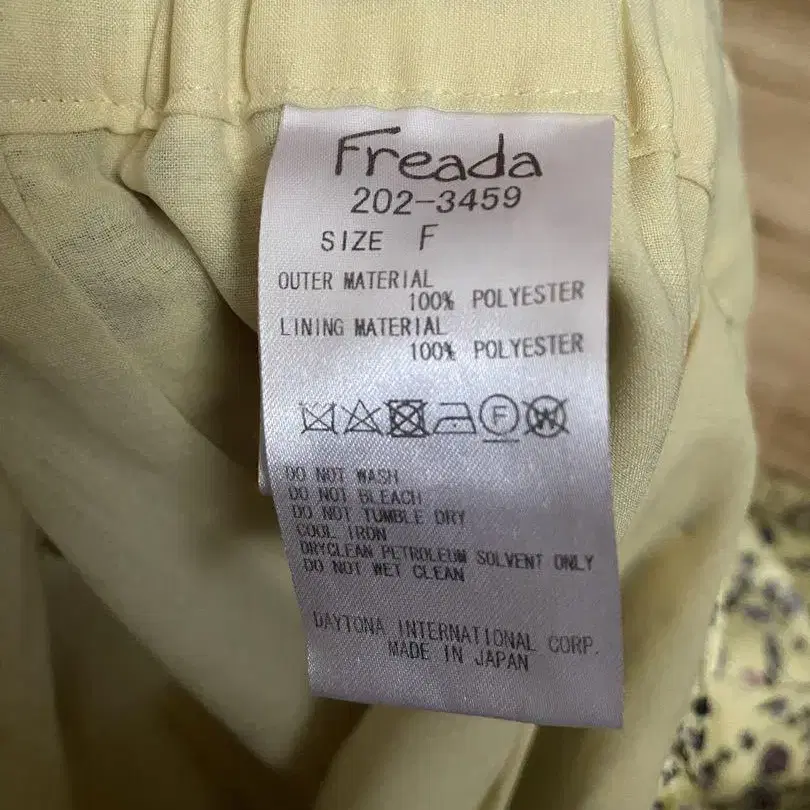 Freada
202-3459
SIZE F
OUTER MATERIAL
100% POLYESTER
LINING MATERIAL
100% POLYESTER
F W
DO NOT WASH
DO NOT BLEACH
DO NOT TUMBLE DRY
COOL IRON
DRYCLEAN PETROLEUM SOLVENT ONLY
DO NOT WET CLEAN
DAYTONA INTERNATIONAL CORP.
MADE IN JAPAN